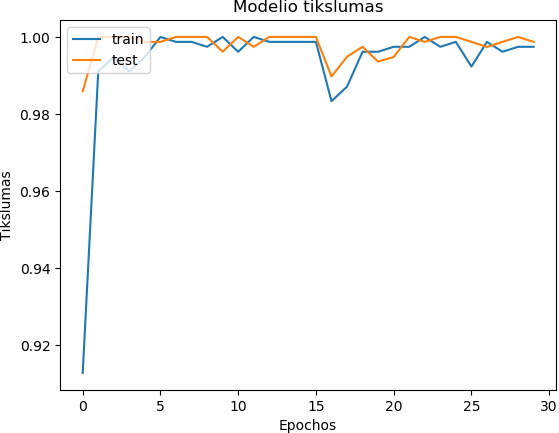 Modelio tikslumas
train
test
1.00
0.98
0.96
0.94
0.92
Tikslumas
0 5 10 15 20 25 30
Epochos